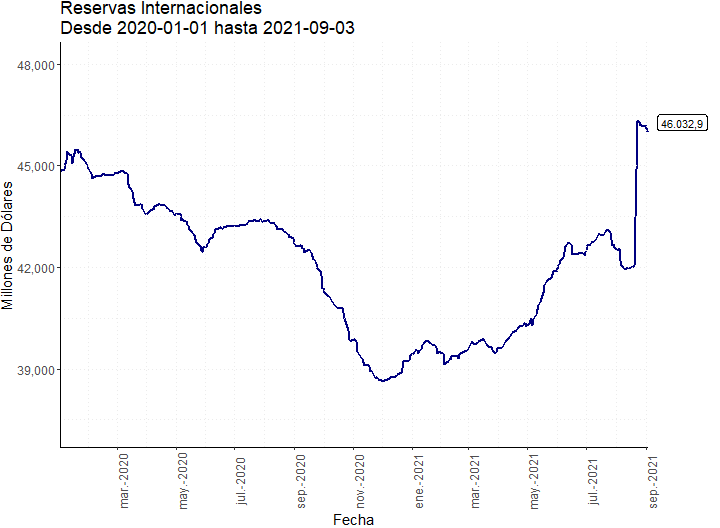 Reservas Internacionales
Desde 2020-01-01 hasta 2021-09-03
48,000
45,000
42,000
39,000
46.032,9
Millones de Dólares
mar.-2020
may.-2020
jul.-2020
sep.-2020
nov.-2020
ene.-2021
mar.-2021
may.-2021
jul.-2021
sep.-2021
Fecha